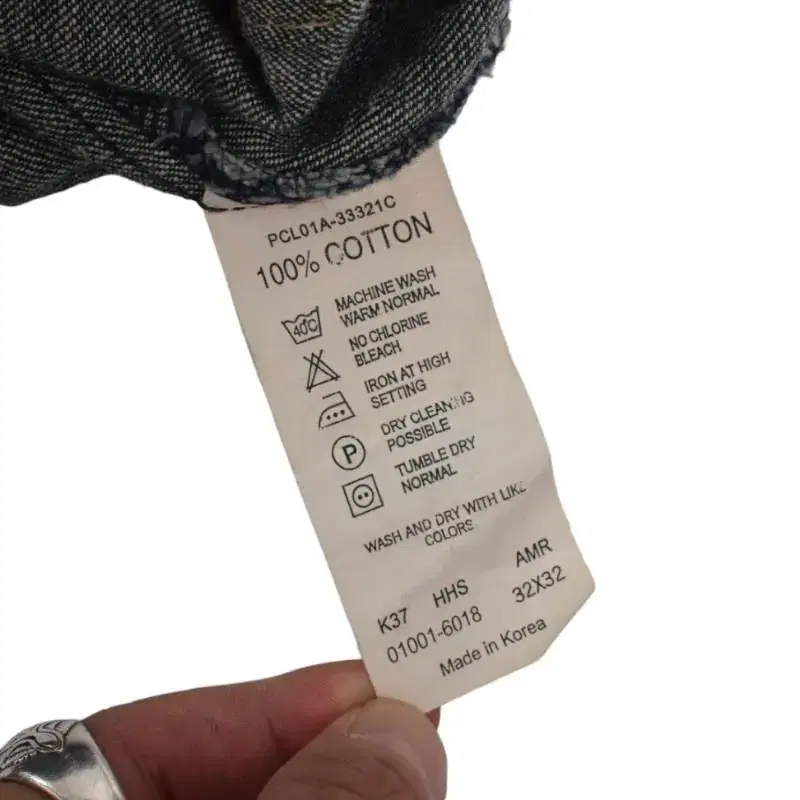 PCL01A-33321C
100% COTTON
40C
MACHINE WASH
WARM NORMAL
NO CHLORINE
BLEACH
IRON AT HIGH
SETTING
P
DRY CLEANING
POSSIBLE
TUMBLE DRY
NORMAL
WASH AND DRY WITH LIKE
COLORS
K37 HHS AMR
01001-6018 32X32
Made in Korea